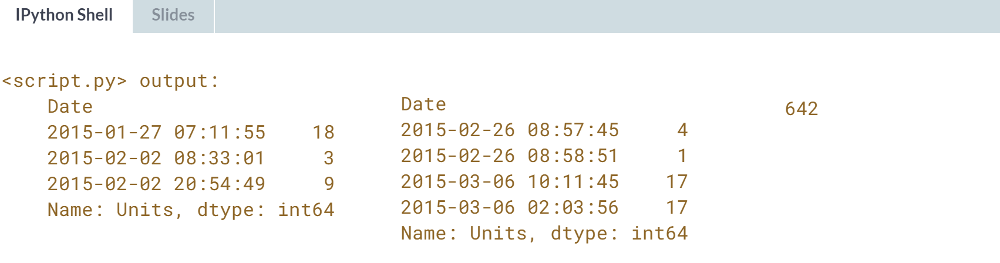 IPython Shell
Slides
<script.py> output:
Date
2015-01-27 07:11:55 18
2015-02-02 08:33:01 3
2015-02-02 20:54:49 9
Name: Units, dtype: int64
Date
2015-02-26 08:57:45 4
2015-02-26 08:58:51 1
2015-03-06 10:11:45 17
2015-03-06 02:03:56 17
Name: Units, dtype: int64
642